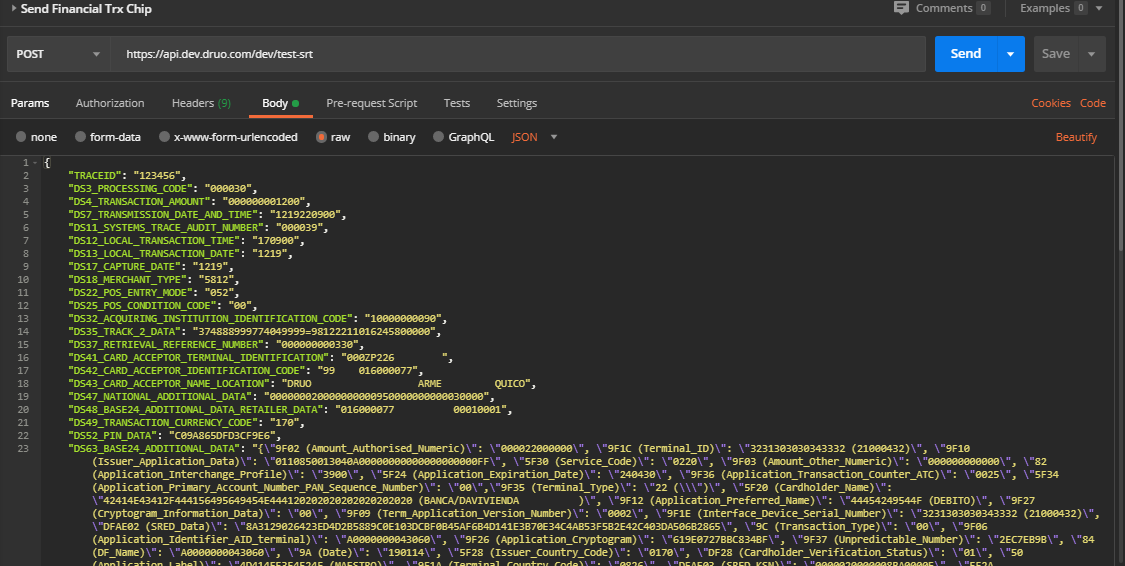 Send Financial Trx Chip
Comments 0 Examples 0
POST https://api.dev.druo.com/dev/test-srt Send Save
Params Authorization Headers (9) Body Pre-request Script Tests Settings Cookies Code
none form-data x-www-form-urlencoded raw binary GraphQL JSON Beautify
1 {
2 "TRACEID": "123456",
3 "DS3_PROCESSING_CODE": "000030",
4 "DS4_TRANSACTION_AMOUNT": "000000001200",
5 "DS7_TRANSMISSION_DATE_AND_TIME": "1219220900",
6 "DS11_SYSTEMS_TRACE_AUDIT_NUMBER": "000039",
7 "DS12_LOCAL_TRANSACTION_TIME": "170900",
8 "DS13_LOCAL_TRANSACTION_DATE": "1219",
9 "DS17_CAPTURE_DATE": "1219",
10 "DS18_MERCHANT_TYPE": "5812",
11 "DS22_POS_ENTRY_MODE": "052",
12 "DS25_POS_CONDITION_CODE": "00",
13 "DS32_ACQUIRING_INSTITUTION_IDENTIFICATION_CODE": "10000000090",
14 "DS35_TRACK_2_DATA": "374888999774049999=98122211016245800000",
15 "DS37_RETRIEVAL_REFERENCE_NUMBER": "000000000330",
16 "DS41_CARD_ACCEPTOR_TERMINAL_IDENTIFICATION": "000ZP226        ",
17 "DS42_CARD_ACCEPTOR_IDENTIFICATION_CODE": "99    016000077",
18 "DS43_CARD_ACCEPTOR_NAME_LOCATION": "DRUO                  ARME         QUICO",
19 "DS47_NATIONAL_ADDITIONAL_DATA": "0000000200000000000950000000000000030000",
20 "DS48_BASE24_ADDITIONAL_DATA_RETAILER_DATA": "016000077          00010001",
21 "DS49_TRANSACTION_CURRENCY_CODE": "170",
22 "DS52_PIN_DATA": "C09A865DFD3CF9E6",
23 "DS63_BASE24_ADDITIONAL_DATA": "{\"9F02 (Amount_Authorised_Numeric)\": \"000022000000\", \"9F1C (Terminal_ID)\": \"3231303030343332 (21000432)\", \"9F10
(Issuer_Application_Data)\": \"0110850013040A0000000000000000000000FF\", \"5F30 (Service_Code)\": \"0220\", \"9F03 (Amount_Other_Numeric)\": \"000000000000\", \"82
(Application_Interchange_Profile)\": \"3900\", \"5F24 (Application_Expiration_Date)\": \"240430\", \"9F36 (Application_Transaction_Counter_ATC)\": \"0025\", \"5F34
(Application_Primary_Account_Number_PAN_Sequence_Number)\": \"00\",\"9F35 (Terminal_Type)\": \"22 (\\\")\", \"5F20 (Cardholder_Name)\":
\"42414E43412F444156495649454E444120202020202020202020 (BANCA/DAVIVIENDA          )\", \"9F12 (Application_Preferred_Name)\": \"44454249544F (DEBITO)\", \"9F27
(Cryptogram_Information_Data)\": \"00\", \"9F09 (Term_Application_Version_Number)\": \"0002\", \"9F1E (Interface_Device_Serial_Number)\": \"3231303030343332 (21000432)\",
\"DFAE02 (SRED_Data)\": \"8A3129026423ED4D2B5889C0E103DCBF0B45AF6B4D141E3B70E34C4AB53F5B2E42C403DA506B2865\", \"9C (Transaction_Type)\": \"00\", \"9F06
(Application_Identifier_AID_terminal)\": \"A0000000043060\", \"9F26 (Application_Cryptogram)\": \"619E0727BBC834BF\", \"9F37 (Unpredictable_Number)\": \"2EC7EB9B\", \"84
(DF_Name)\": \"A0000000043060\", \"9A (Date)\": \"190114\", \"5F28 (Issuer_Country_Code)\": \"0170\", \"DF28 (Cardholder_Verification_Status)\": \"01\", \"50